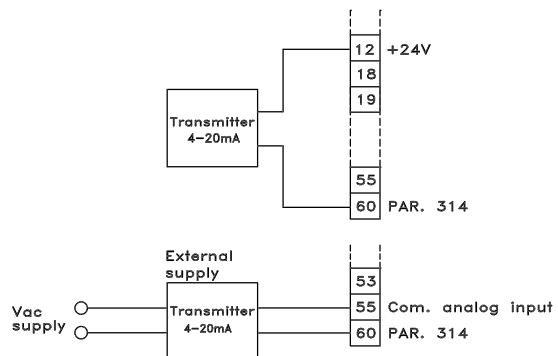 12 +24V
18
19
Transmitter
4-20mA
55
60 PAR. 314
External
supply
53
Vac
supply
Transmitter
4-20mA
55 Com. analog input
60 PAR. 314